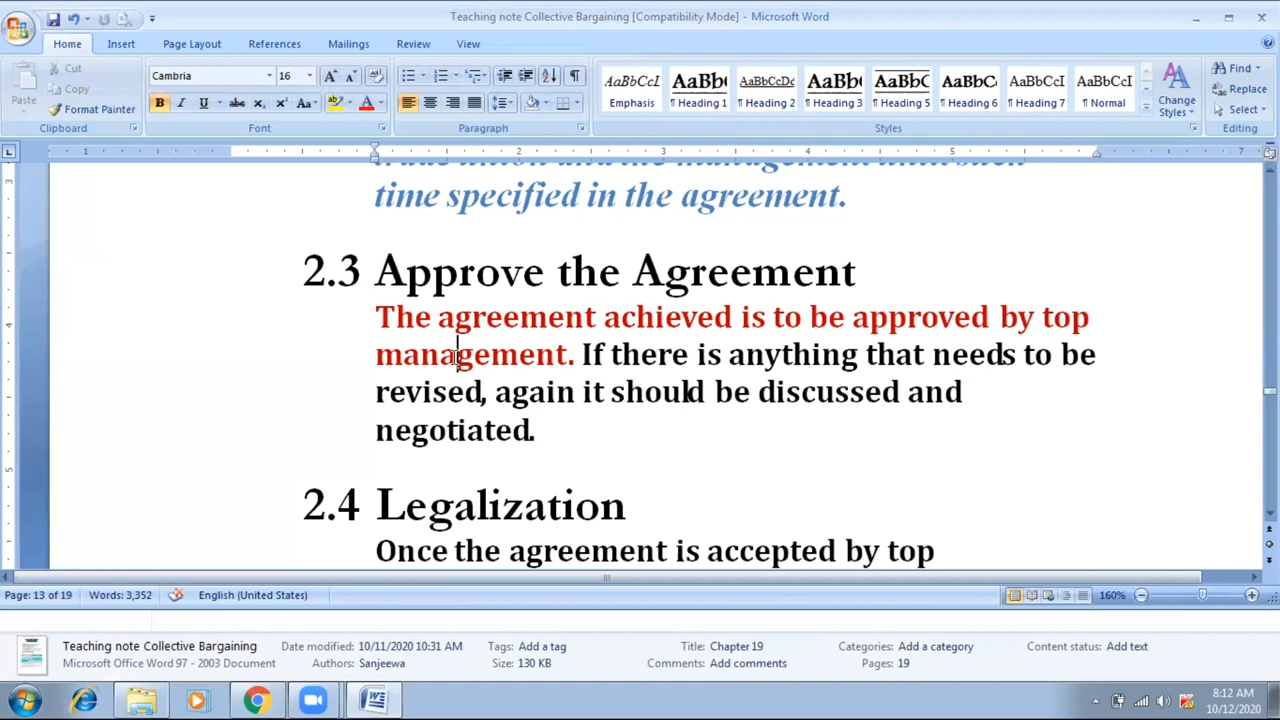 Teaching note Collective Bargaining [Compatibility Mode] - Microsoft Word
Home Insert Page Layout References Mailings Review View
Cut
Copy
Paste
Format Painter
Clipboard
Cambria 16
Font
Paragraph
AaBbCcI AaBbC AaBbCcDc AaBbC AaBbC AaBbC AaBbCcI AaBbCcI
Emphasis ¶ Heading 1 ¶ Heading 2 ¶ Heading 3 ¶ Heading 5 ¶ Heading 6 ¶ Heading 7 ¶ Normal
Change Styles
Styles
Find
Replace
Select
Editing
time specified in the agreement.
2.3 Approve the Agreement
The agreement achieved is to be approved by top
management. If there is anything that needs to be
revised, again it should be discussed and
negotiated.
2.4 Legalization
Once the agreement is accepted by top
Page: 13 of 19 Words: 3,352 English (United States) 160%
Teaching note Collective Bargaining Date modified: 10/11/2020 10:31 AM Tags: Add a tag Title: Chapter 19 Categories: Add a category Content status: Add text
Microsoft Office Word 97 - 2003 Document Authors: Sanjeewa Size: 130 KB Comments: Add comments Pages: 19
8:12 AM
10/12/2020